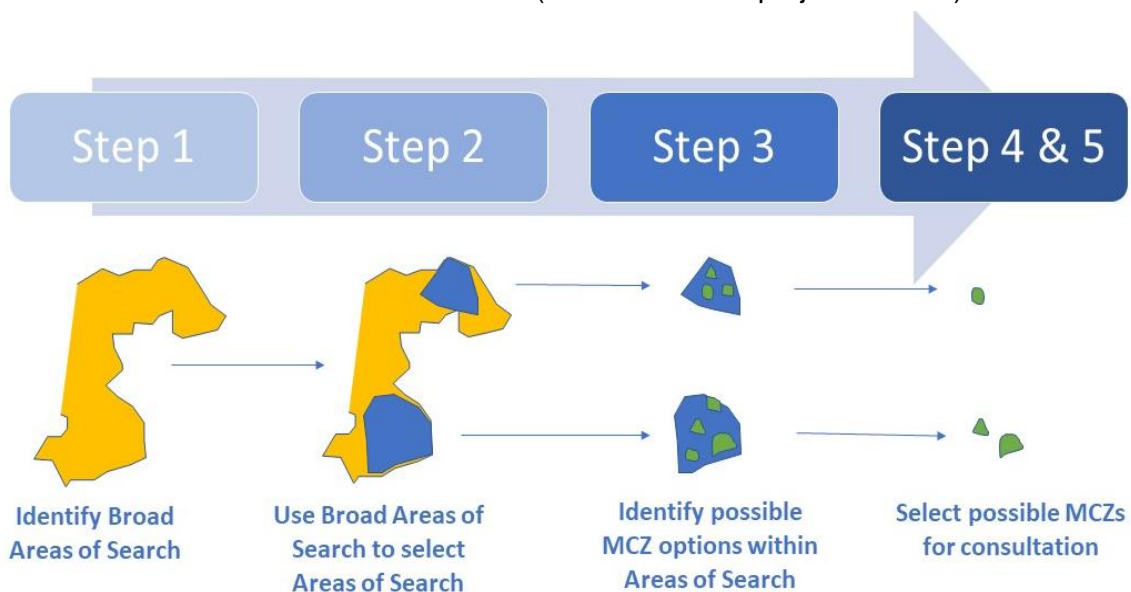 Step 1
Step 2
Step 3
Step 4 & 5
Identify Broad
Areas of Search
Use Broad Areas of
Search to select
Areas of Search
Identify possible
MCZ options within
Areas of Search
Select possible MCZs
for consultation